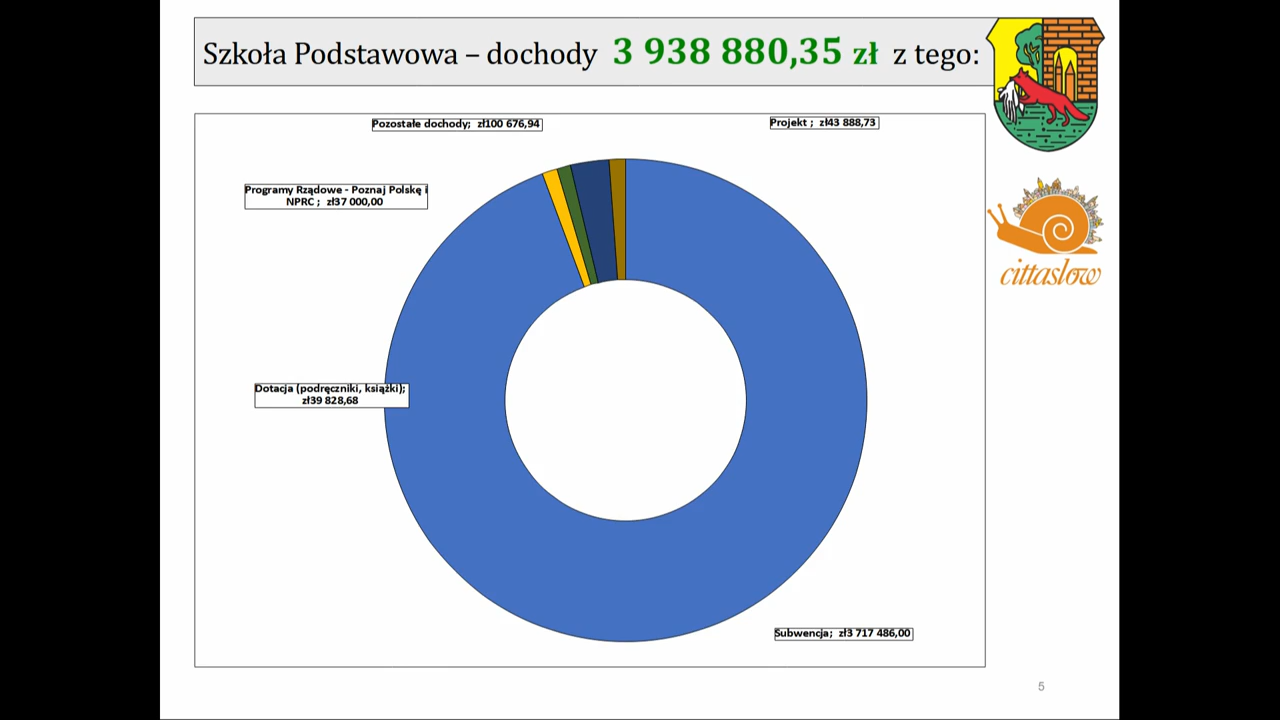 Szkoła Podstawowa – dochody 3 938 880,35 zł z tego:
Pozostałe dochody; zł100 676,94
Projekt ; zł43 888,73
Programy Rządowe - Poznaj Polskę i
NPRC ; zł37 000,00
cittaslow
Dotacja (podręczniki, książki);
zł39 828,68
Subwencja; zł3 717 486,00
5